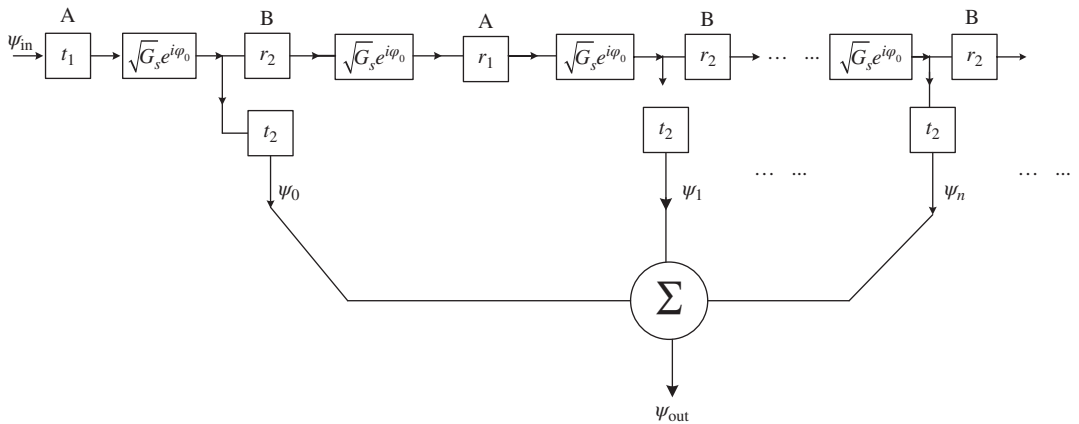 A B A B B
ψin t1 √Gs e^iφ0 r2 √Gs e^iφ0 r1 √Gs e^iφ0 r2 … ... √Gs e^iφ0 r2
t2 t2 t2
… ... … ...
ψ0 ψ1 ψn
Σ
ψout